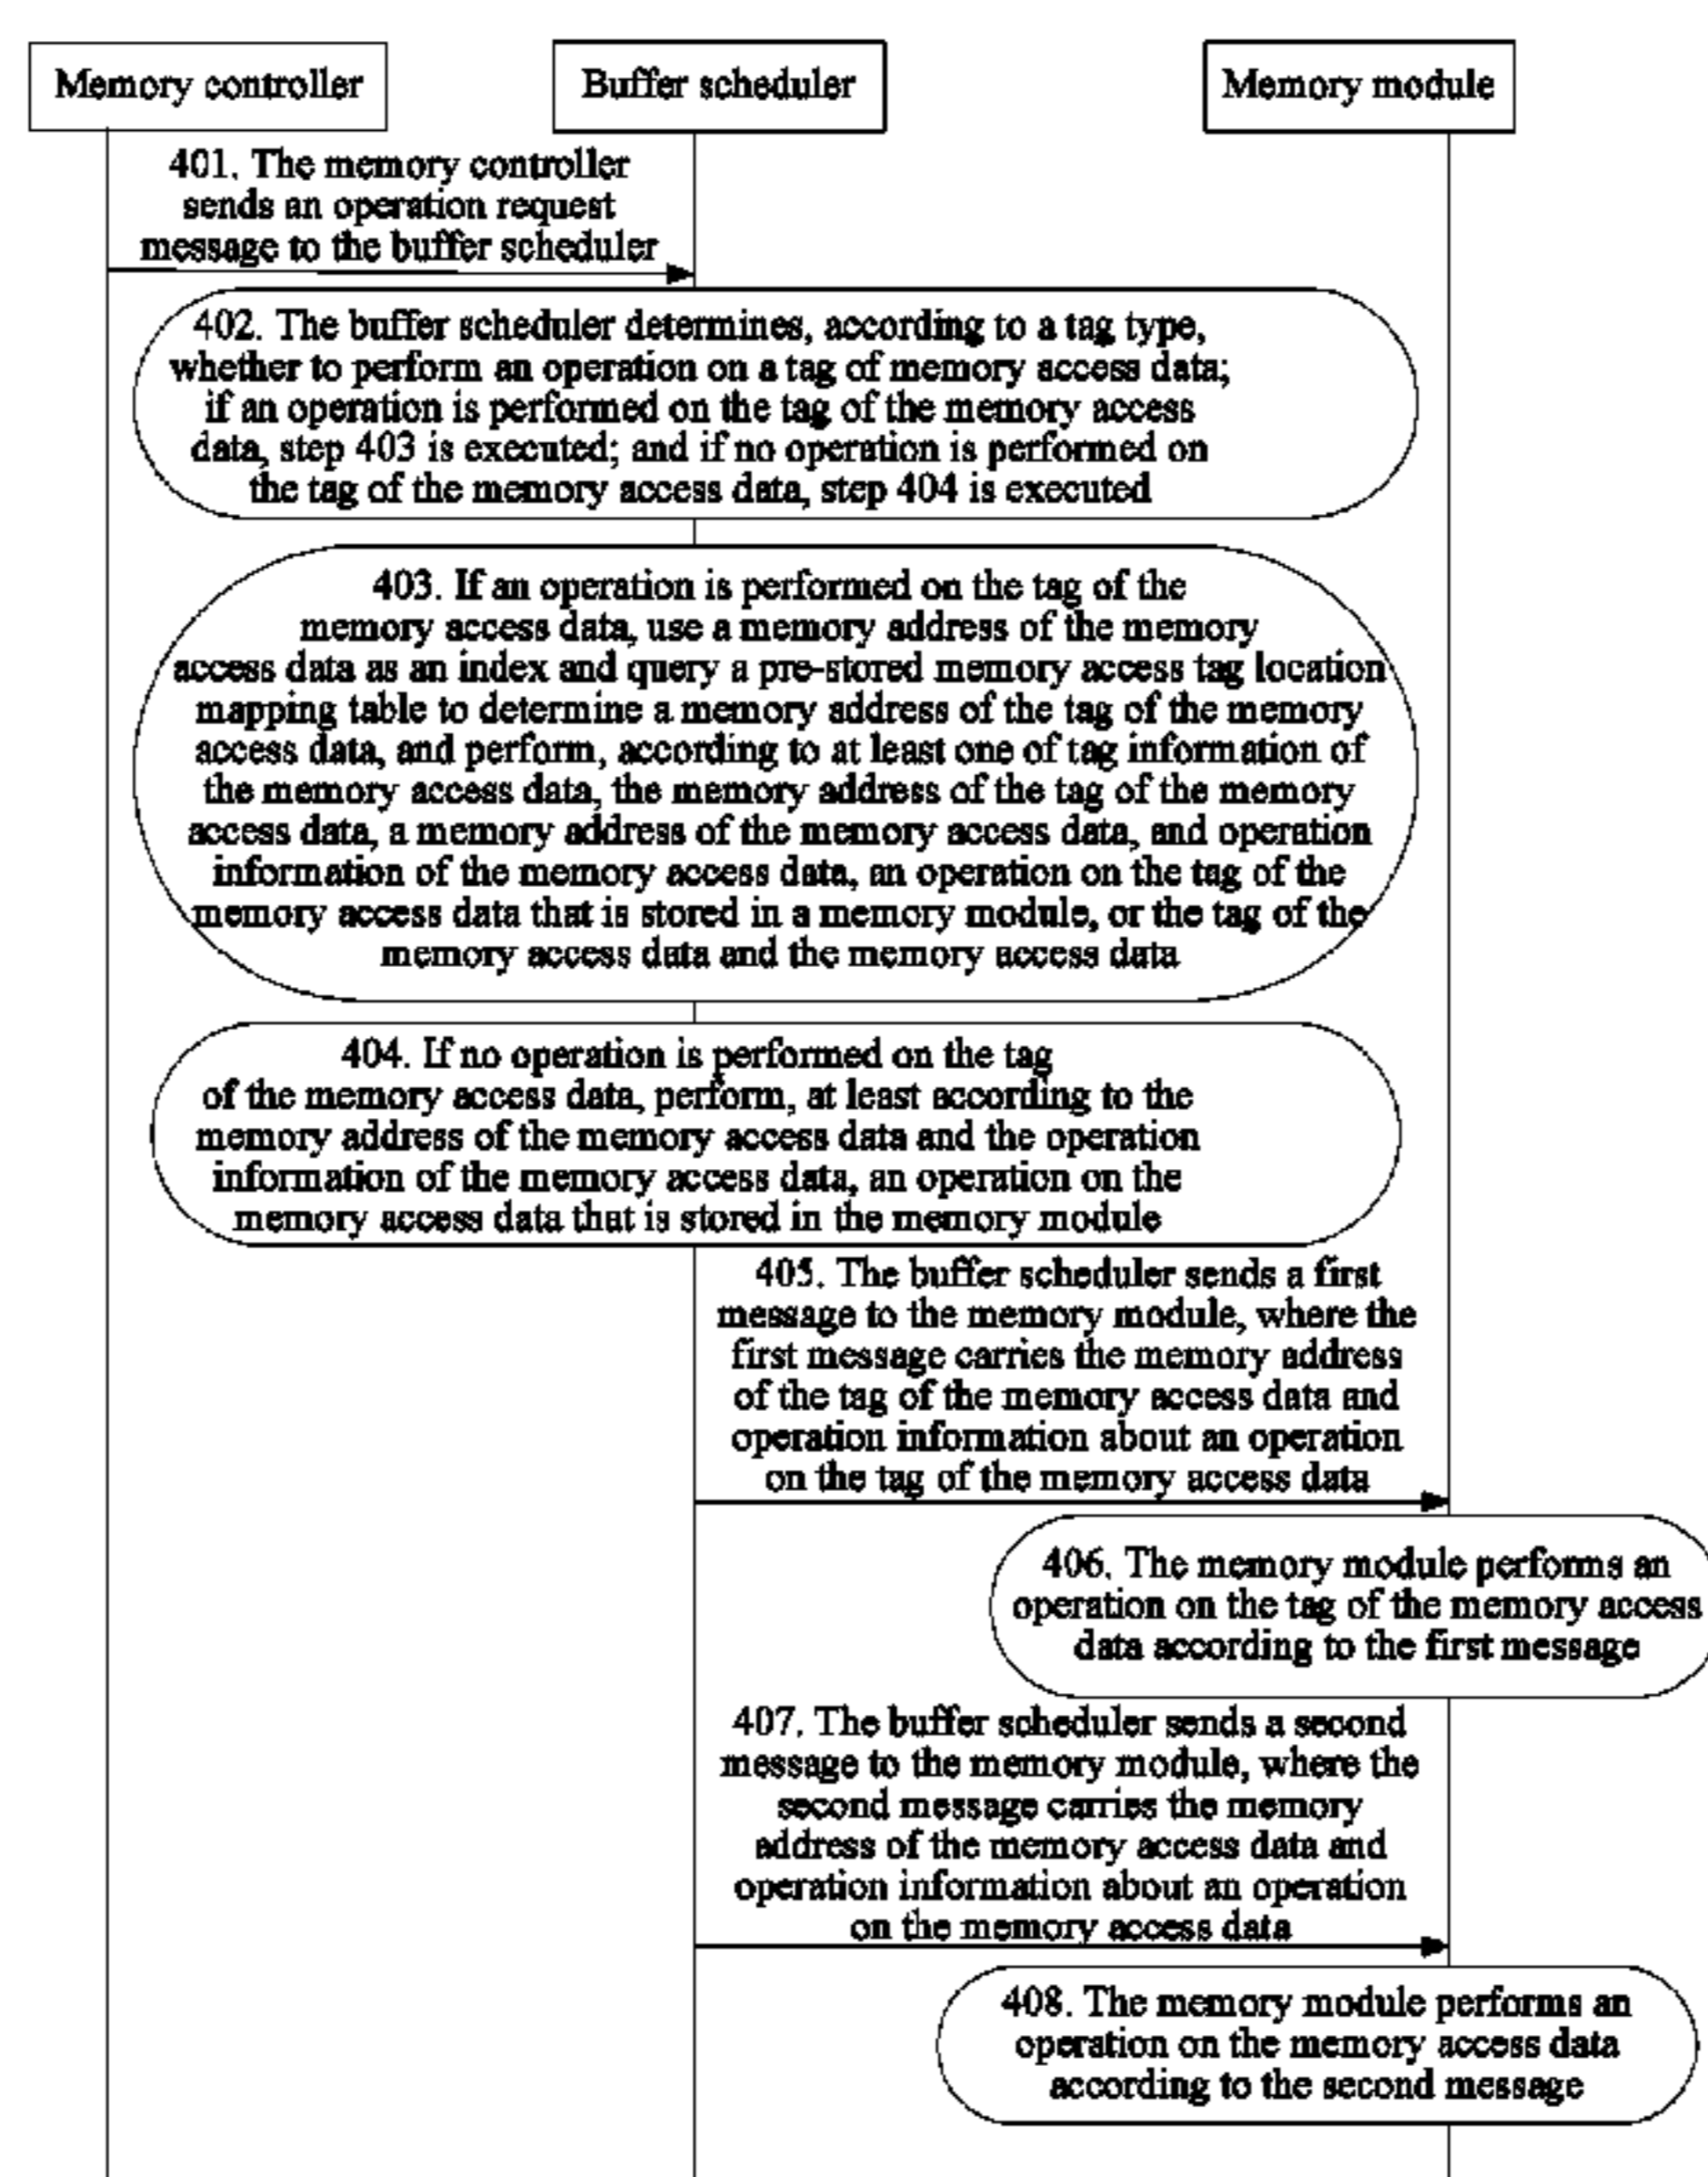 Memory controller
Buffer scheduler
Memory module
401. The memory controller
sends an operation request
message to the buffer scheduler
402. The buffer scheduler determines, according to a tag type,
whether to perform an operation on a tag of memory access data;
if an operation is performed on the tag of the memory access
data, step 403 is executed; and if no operation is performed on
the tag of the memory access data, step 404 is executed
403. If an operation is performed on the tag of the
memory access data, use a memory address of the memory
access data as an index and query a pre-stored memory access tag location
mapping table to determine a memory address of the tag of the memory
access data, and perform, according to at least one of tag information of
the memory access data, the memory address of the tag of the memory
access data, a memory address of the memory access data, and operation
information of the memory access data, an operation on the tag of the
memory access data that is stored in a memory module, or the tag of the
memory access data and the memory access data
404. If no operation is performed on the tag
of the memory access data, perform, at least according to the
memory address of the memory access data and the operation
information of the memory access data, an operation on the
memory access data that is stored in the memory module
405. The buffer scheduler sends a first
message to the memory module, where the
first message carries the memory address
of the tag of the memory access data and
operation information about an operation
on the tag of the memory access data
406. The memory module performs an
operation on the tag of the memory access
data according to the first message
407. The buffer scheduler sends a second
message to the memory module, where the
second message carries the memory
address of the memory access data and
operation information about an operation
on the memory access data
408. The memory module performs an
operation on the memory access data
according to the second message